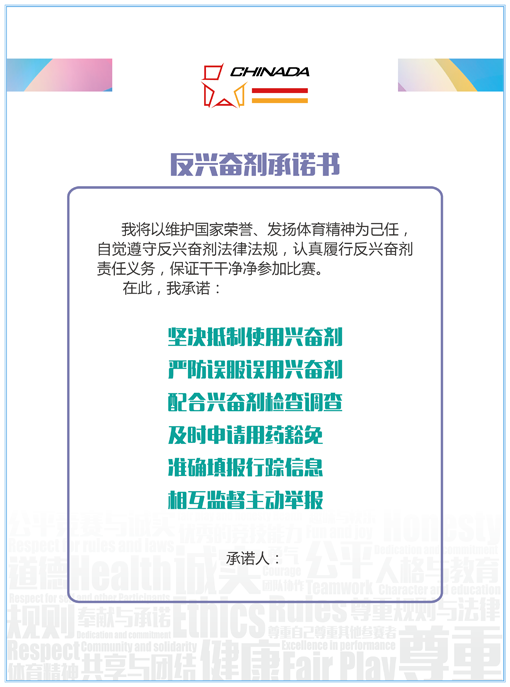 CHINADA
反兴奋剂承诺书
我将以维护国家荣誉、发扬体育精神为己任，
自觉遵守反兴奋剂法律法规，认真履行反兴奋剂
责任义务，保证干干净净参加比赛。
在此，我承诺：
坚决抵制使用兴奋剂
严防误服误用兴奋剂
配合兴奋剂检查调查
及时申请用药豁免
准确填报行踪信息
相互监督主动举报
承诺人：
Honesty
Respect for rules and laws
道德 Health 诚实 公平 人格与教育
Teamwork Character and education
规则 奉献与承诺 Ethics Rules 尊重规则与法律
Dedication and commitment 尊重自己尊重其他参赛者
Respect Community and solidarity Excellence in performance
体育精神 共享与团结 健康 Fair Play 尊重